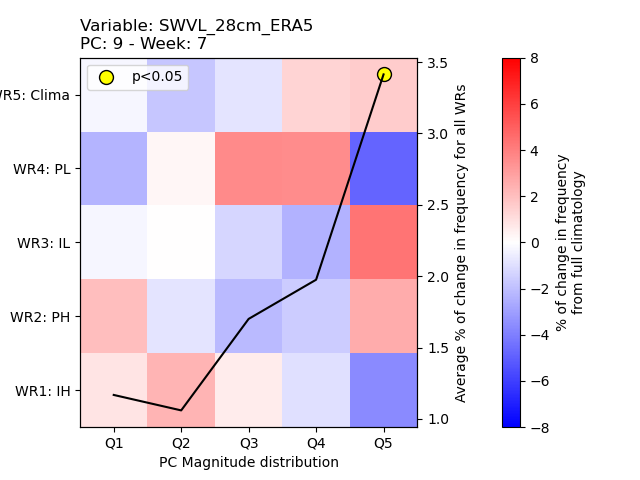 Variable: SWVL_28cm_ERA5
PC: 9 - Week: 7
p<0.05
WR5: Clima
WR4: PL
WR3: IL
WR2: PH
WR1: IH
Q1 Q2 Q3 Q4 Q5
PC Magnitude distribution
3.5
3.0
2.5
2.0
1.5
1.0
Average % of change in frequency for all WRs
8
6
4
2
0
−2
−4
−6
−8
% of change in frequency
from full climatology